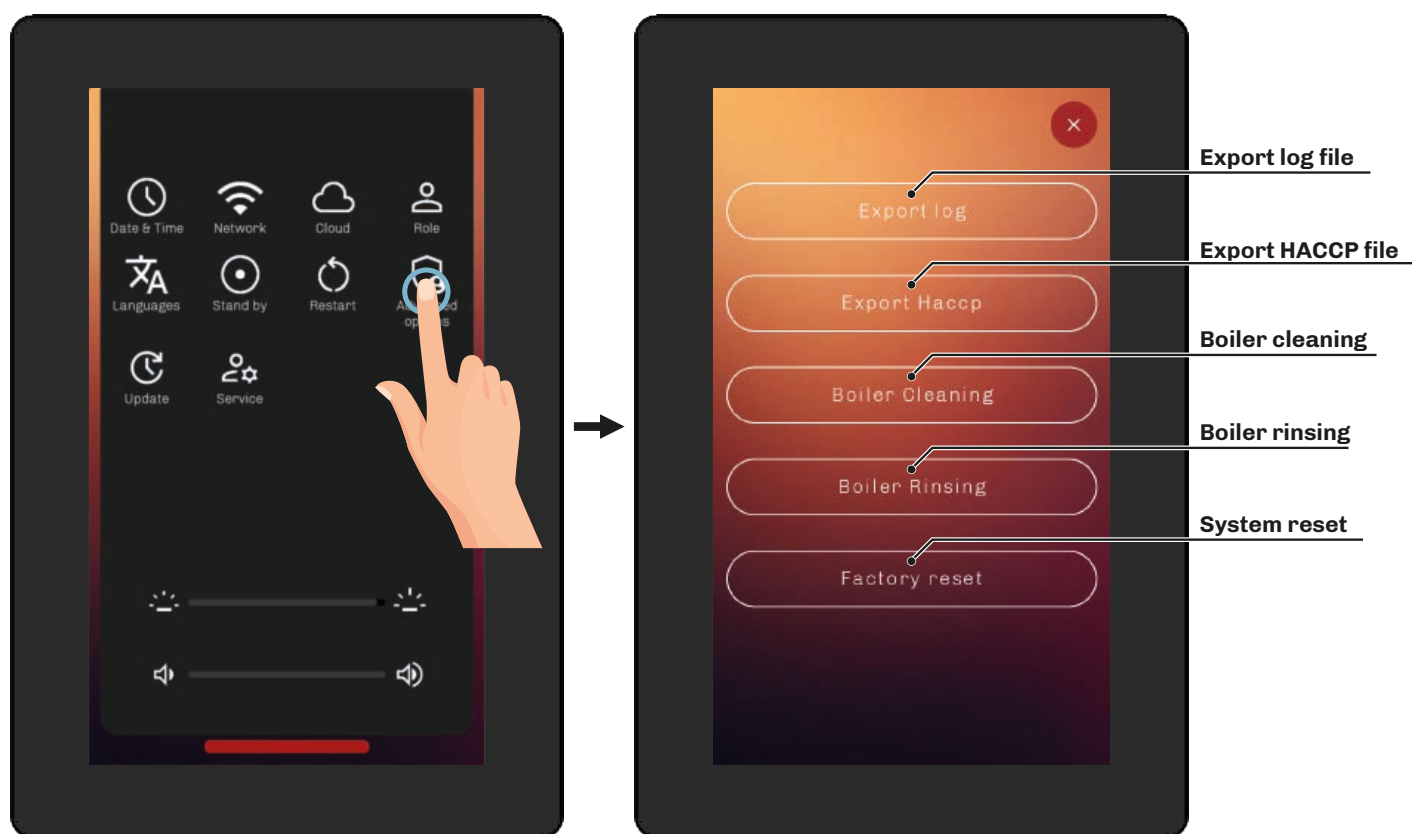 Date & Time
Network
Cloud
Role
Languages
Stand by
Restart
Update
Service
Export log
Export Haccp
Boiler Cleaning
Boiler Rinsing
Factory reset
Export log file
Export HACCP file
Boiler cleaning
Boiler rinsing
System reset